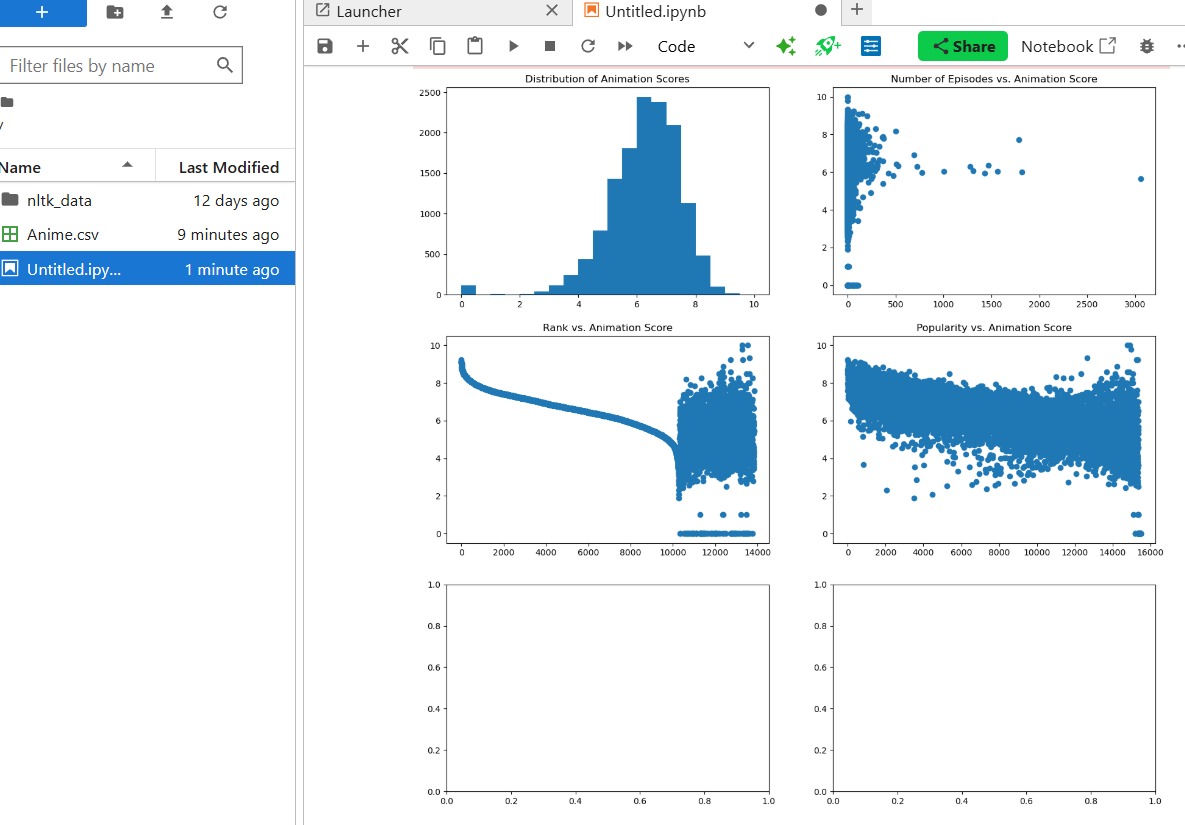 Launcher
Untitled.ipynb
Filter files by name
Code
Share
Notebook
/
Name
Last Modified
nltk_data
12 days ago
Anime.csv
9 minutes ago
Untitled.ipy...
1 minute ago
Distribution of Animation Scores
2500
2000
1500
1000
500
0
0 2 4 6 8 10
Number of Episodes vs. Animation Score
10
8
6
4
2
0
0 500 1000 1500 2000 2500 3000
Rank vs. Animation Score
10
8
6
4
2
0
0 2000 4000 6000 8000 10000 12000 14000
Popularity vs. Animation Score
10
8
6
4
2
0
0 2000 4000 6000 8000 10000 12000 14000 16000
1.0
0.8
0.6
0.4
0.2
0.0
0.0 0.2 0.4 0.6 0.8 1.0
1.0
0.8
0.6
0.4
0.2
0.0
0.0 0.2 0.4 0.6 0.8 1.0